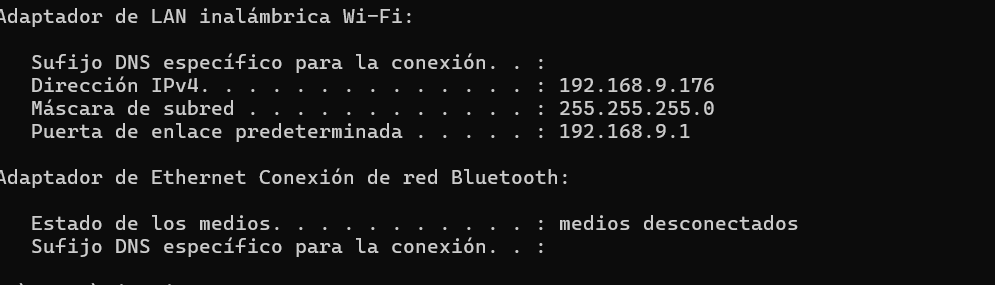 Adaptador de LAN inalámbrica Wi-Fi:
Sufijo DNS específico para la conexión. . :
Dirección IPv4. . . . . . . . . . . . . . : 192.168.9.176
Máscara de subred . . . . . . . . . . . . : 255.255.255.0
Puerta de enlace predeterminada . . . . . : 192.168.9.1
Adaptador de Ethernet Conexión de red Bluetooth:
Estado de los medios. . . . . . . . . . . : medios desconectados
Sufijo DNS específico para la conexión. . :